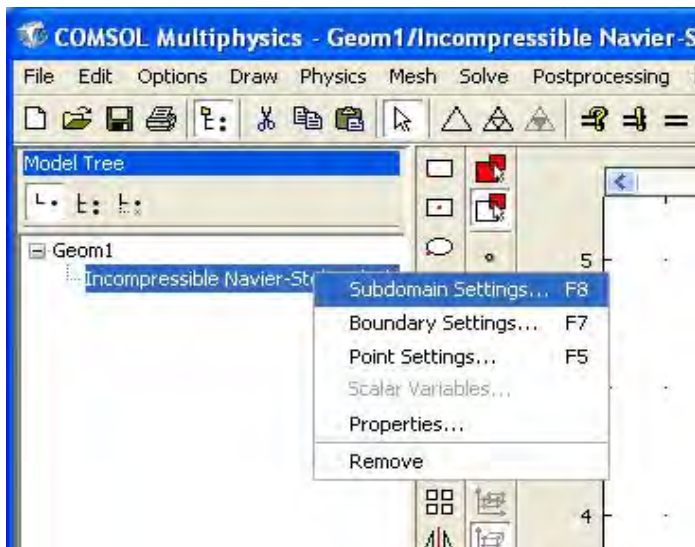 COMSOL Multiphysics - Geom1/Incompressible Navier-S
File Edit Options Draw Physics Mesh Solve Postprocessing
Model Tree
Geom1
Incompressible Navier-St
Subdomain Settings... F8
Boundary Settings... F7
Point Settings... F5
Scalar Variables...
Properties...
Remove
5
4